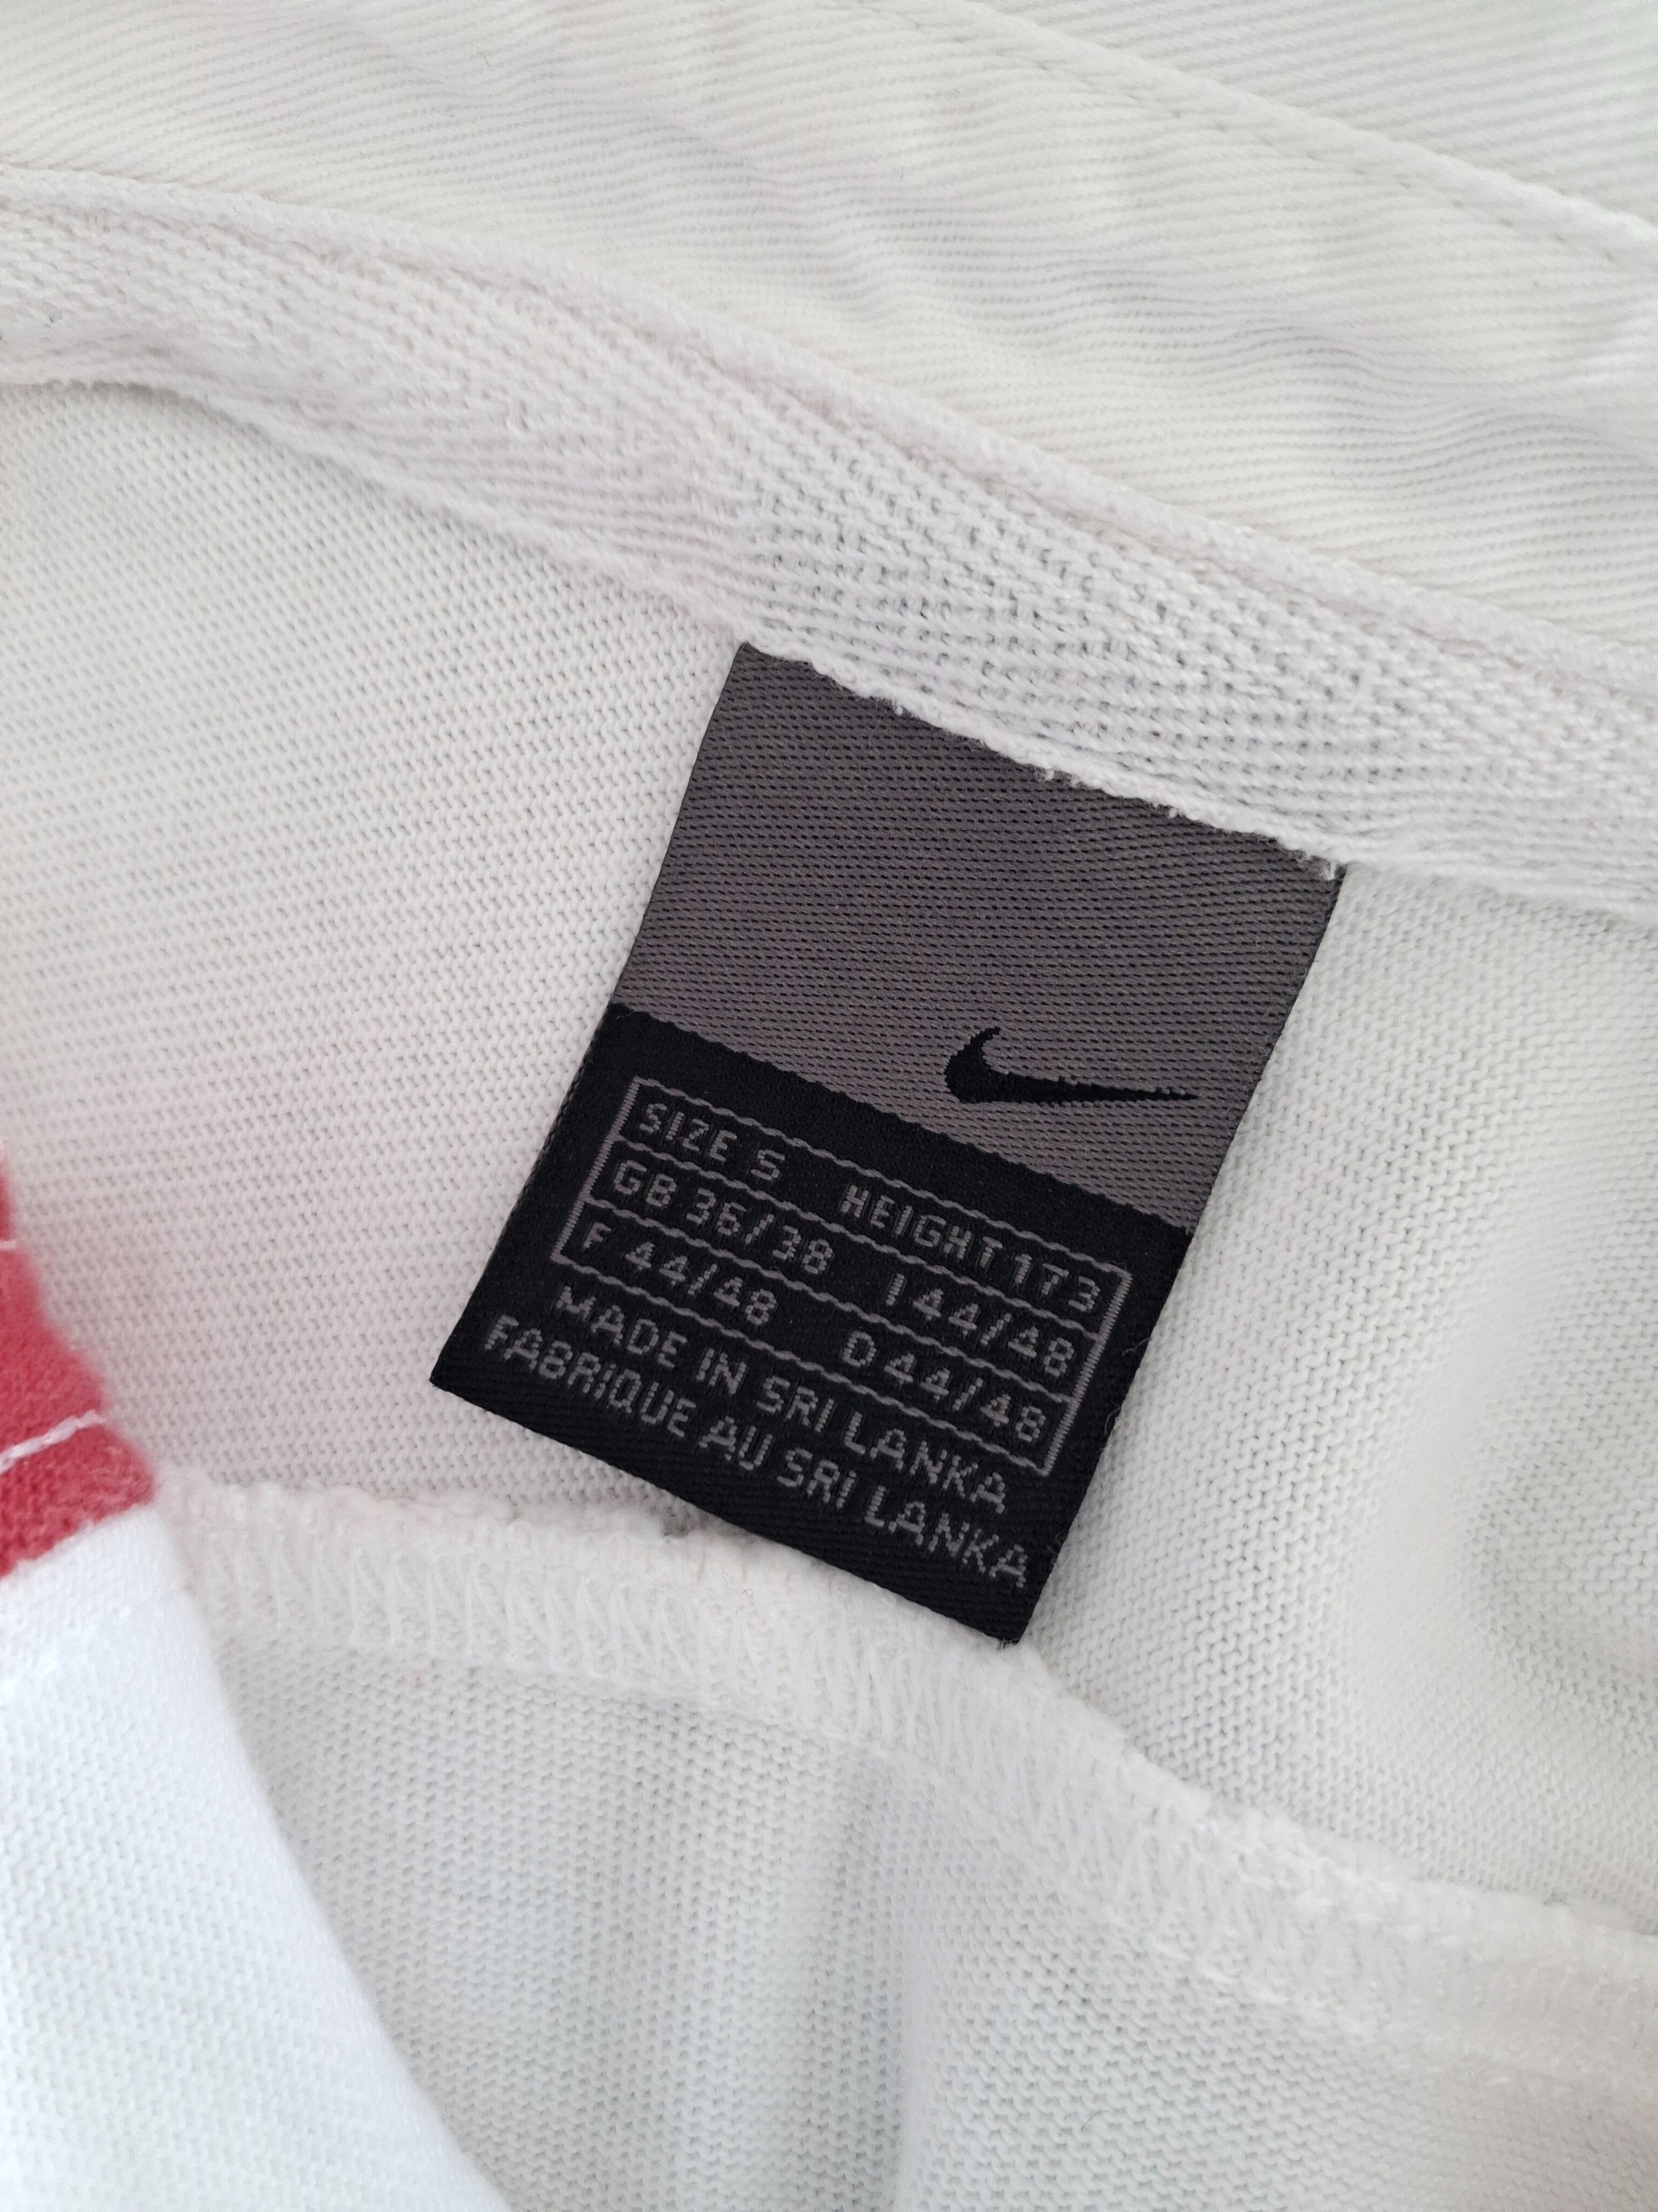 SIZE S HEIGHT 173
GB 36/38 I 44/48
F 44/48 D 44/48
MADE IN SRI LANKA
FABRIQUE AU SRI LANKA